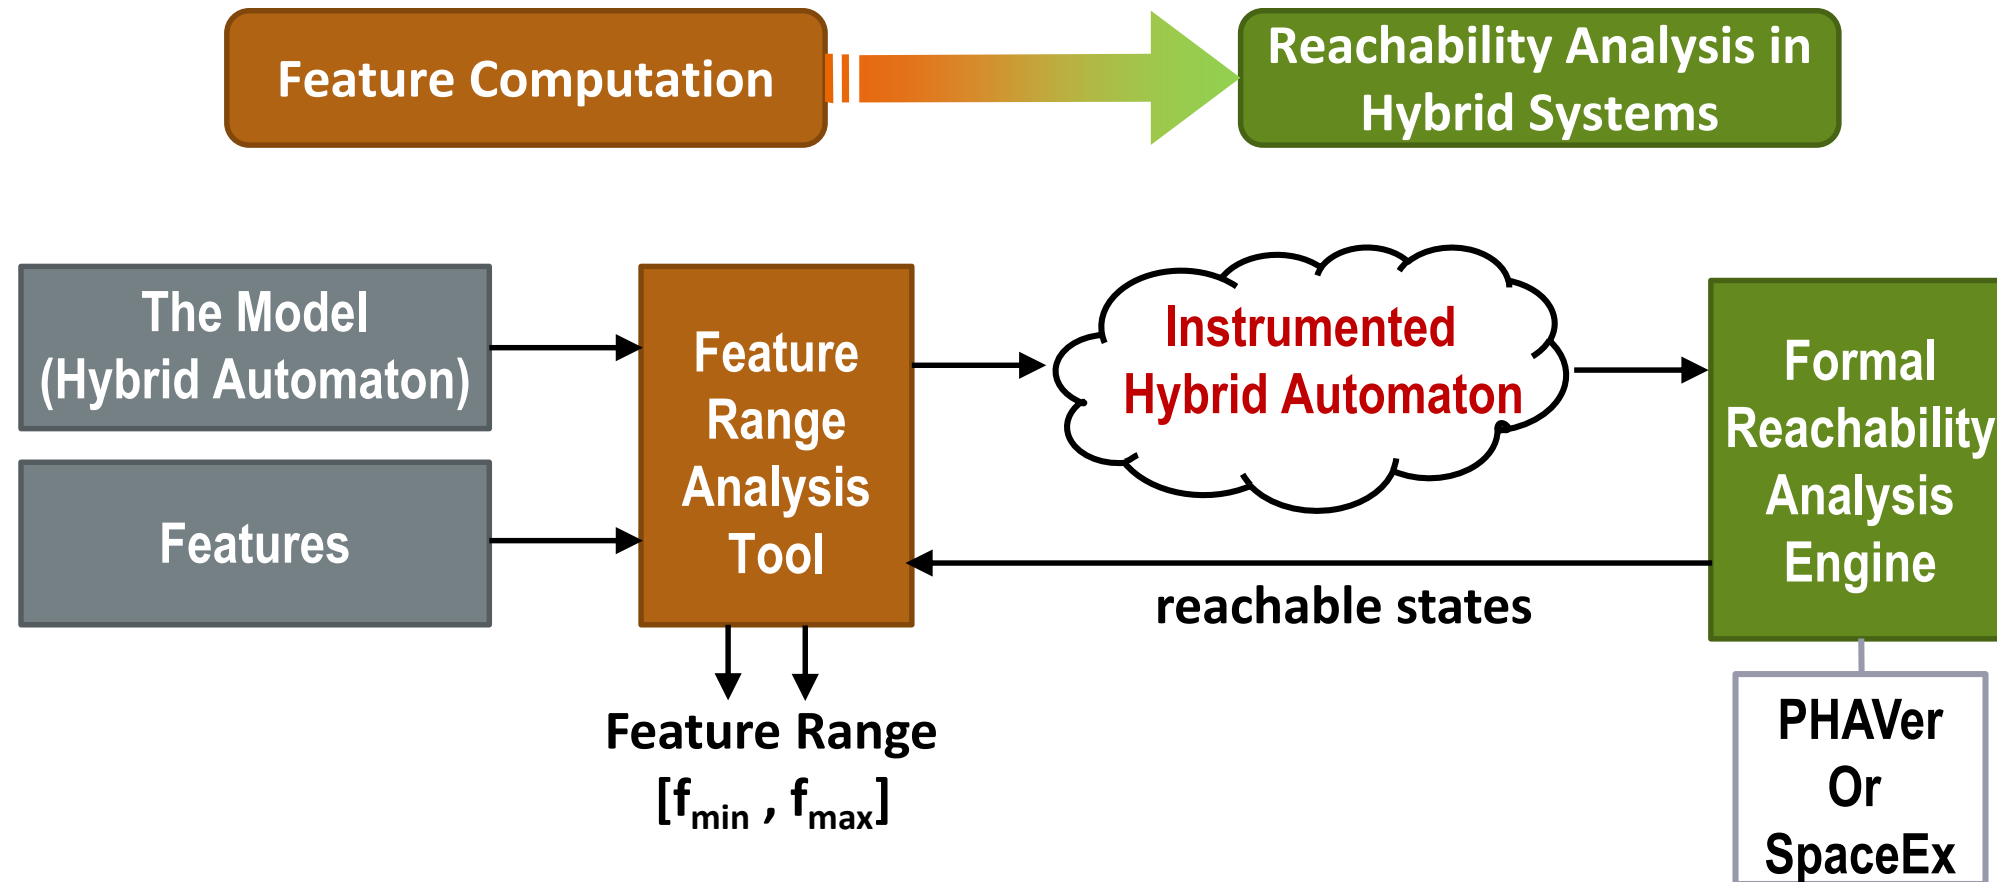 Feature Computation
Reachability Analysis in
Hybrid Systems
The Model
(Hybrid Automaton)
Features
Feature
Range
Analysis
Tool
Instrumented
Hybrid Automaton
Formal
Reachability
Analysis
Engine
reachable states
Feature Range
[fmin , fmax]
PHAVer
Or
SpaceEx